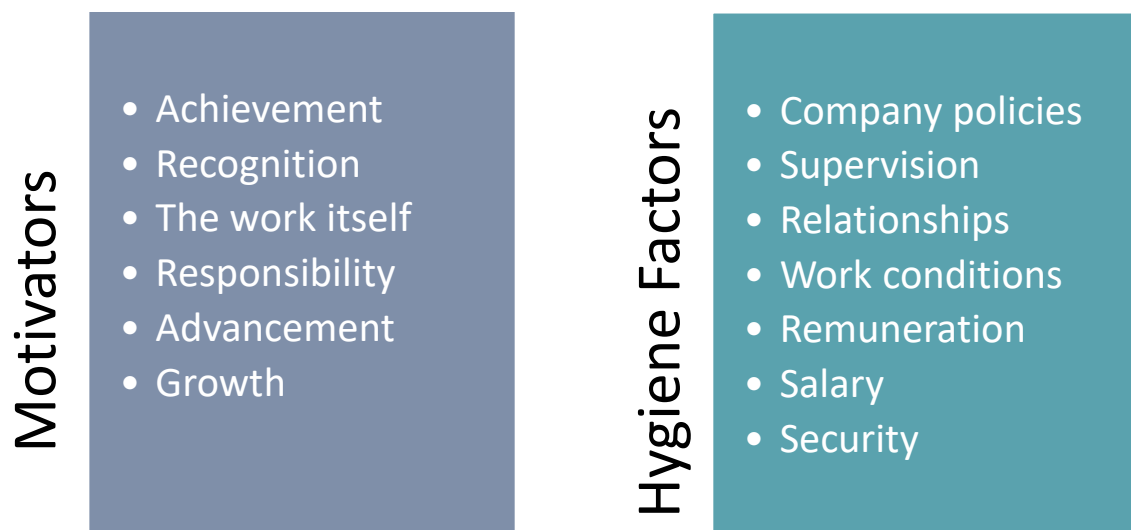 Motivators
• Achievement
• Recognition
• The work itself
• Responsibility
• Advancement
• Growth
Hygiene Factors
• Company policies
• Supervision
• Relationships
• Work conditions
• Remuneration
• Salary
• Security